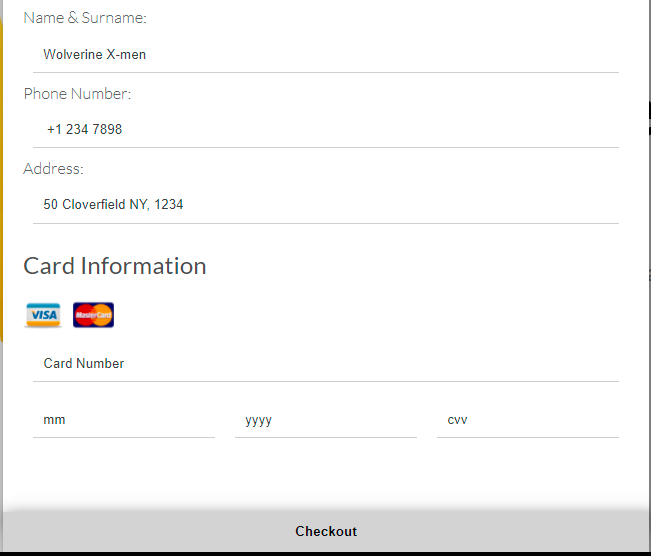 Name & Surname:
Wolverine X-men
Phone Number:
+1 234 7898
Address:
50 Cloverfield NY, 1234
Card Information
VISA MasterCard
Card Number
mm yyyy cvv
Checkout